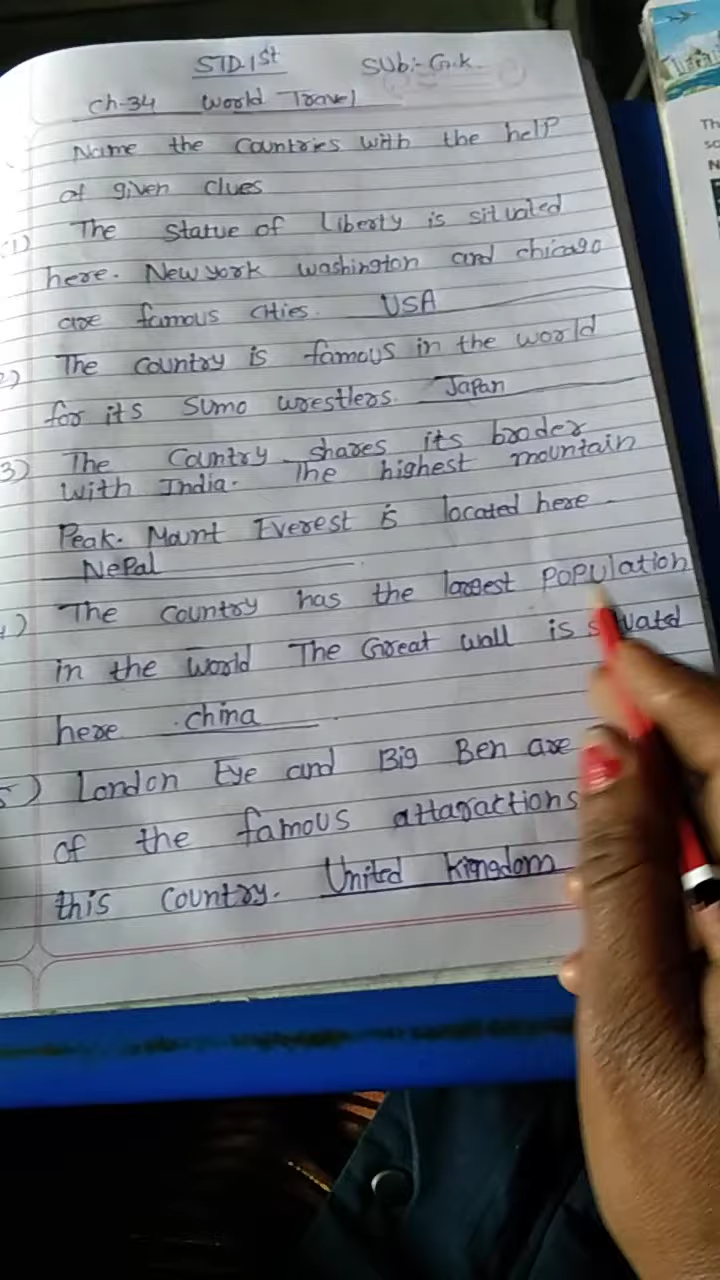 STD.1st Sub:- G.k.
Ch-34 World Travel
Name the Countries with the help
of given clues
(1) The Statue of Liberty is situated
here. New york washington and chicago
are famous cities. USA
2) The country is famous in the world
for its Sumo wrestlers. Japan
3) The Country shares its broder
with India. The highest mountain
Peak. Mount Everest is located here.
Nepal
) The country has the largest population
in the world The Great wall is situated
here .china
5) London Eye and Big Ben are
of the famous attaractions
this country. United kingdom
Th
so
N